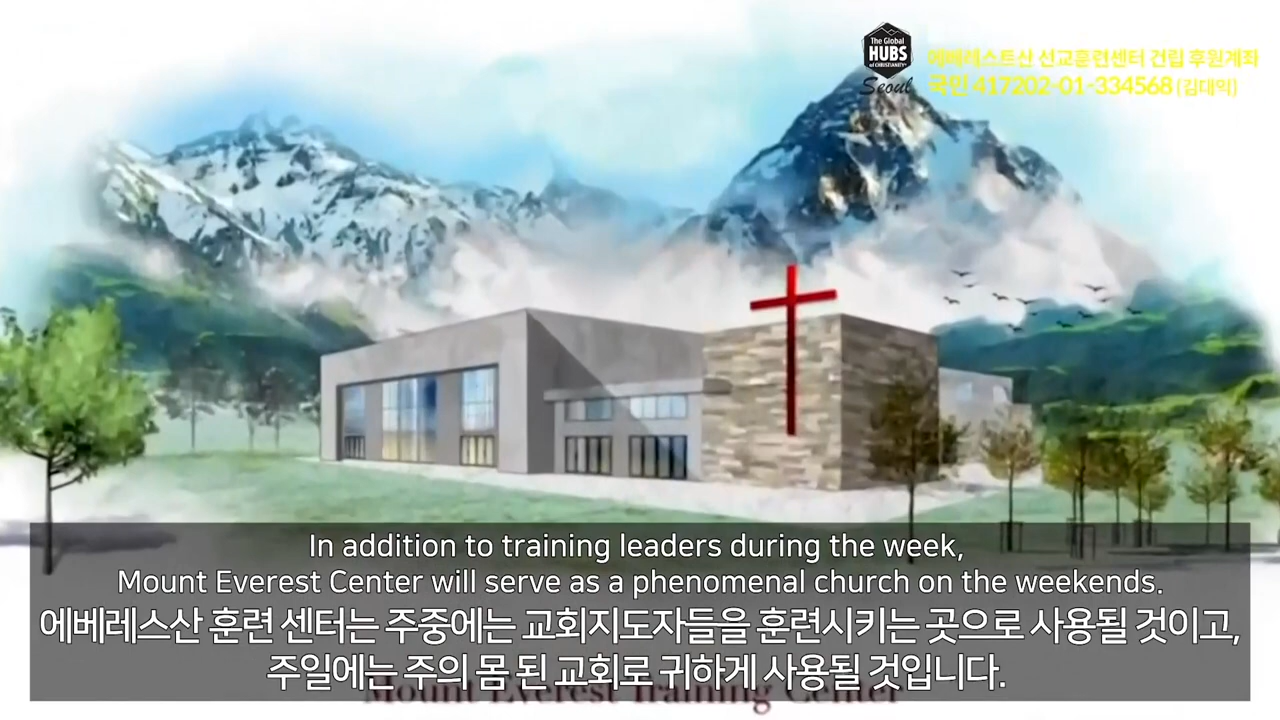 The Global
HUBS
of CHRISTIANITY
Seoul
에베레스트산 선교훈련센터 건립 후원계좌
국민 417202-01-334568 (김대억)
In addition to training leaders during the week,
Mount Everest Center will serve as a phenomenal church on the weekends.
에베레스산 훈련 센터는 주중에는 교회지도자들을 훈련시키는 곳으로 사용될 것이고,
주일에는 주의 몸 된 교회로 귀하게 사용될 것입니다.
Mount Everest Training Center